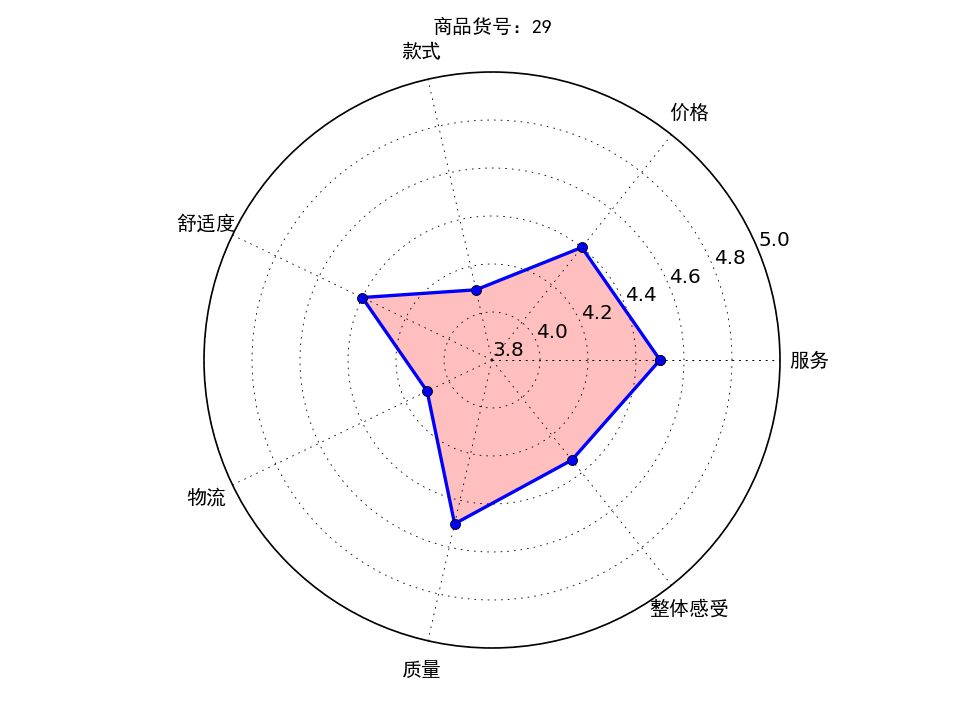 商品货号：29
款式
价格
舒适度
5.0
4.8
4.6
4.4
4.2
4.0
3.8
服务
物流
整体感受
质量